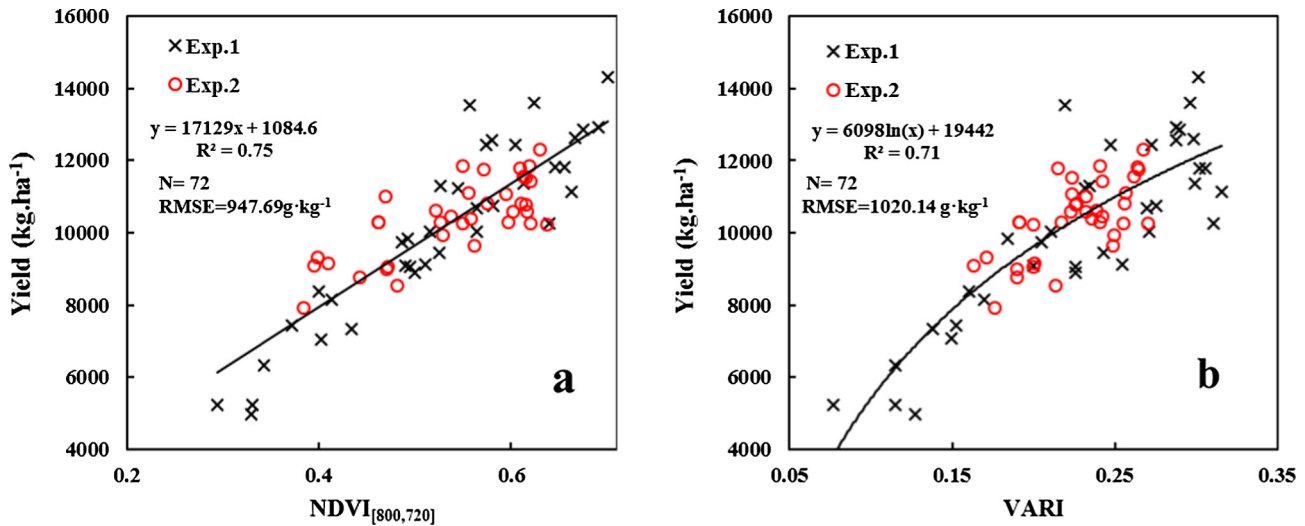 16000
14000
12000
10000
8000
6000
4000
Yield (kg.ha⁻¹)
Exp.1
Exp.2
y = 17129x + 1084.6
R² = 0.75
N= 72
RMSE=947.69g·kg⁻¹
a
0.2 0.4 0.6
NDVI[800,720]
16000
14000
12000
10000
8000
6000
4000
Yield (kg.ha⁻¹)
Exp.1
Exp.2
y = 6098ln(x) + 19442
R² = 0.71
N= 72
RMSE=1020.14 g·kg⁻¹
b
0.05 0.15 0.25 0.35
VARI